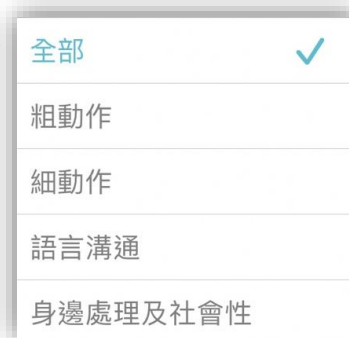 全部
粗動作
細動作
語言溝通
身邊處理及社會性